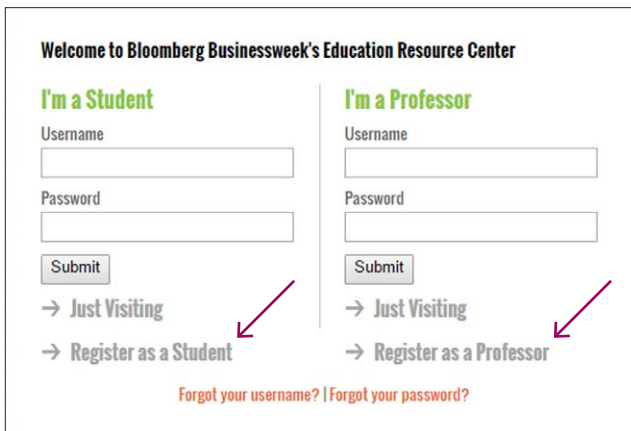 Welcome to Bloomberg Businessweek's Education Resource Center
I'm a Student
Username
Password
Submit
→ Just Visiting
→ Register as a Student
I'm a Professor
Username
Password
Submit
→ Just Visiting
→ Register as a Professor
Forgot your username? | Forgot your password?